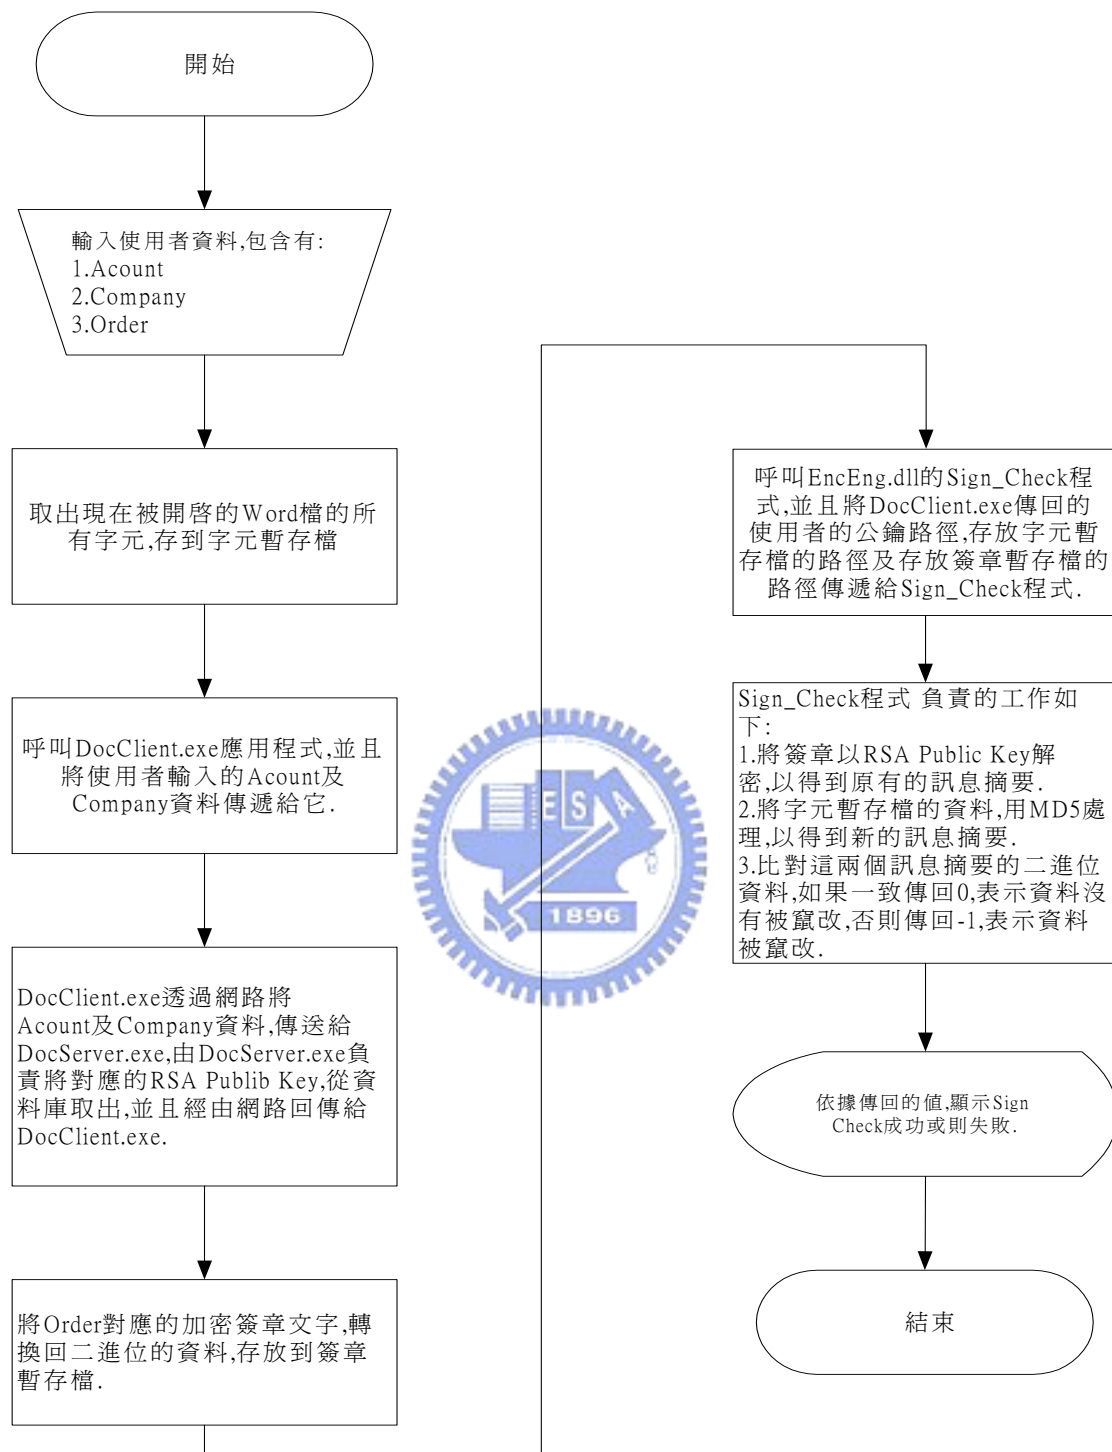 開始
輸入使用者資料,包含有:
1.Acount
2.Company
3.Order
取出現在被開啓的Word檔的所
有字元,存到字元暫存檔
呼叫DocClient.exe應用程式,並且
將使用者輸入的Acount及
Company資料傳遞給它.
DocClient.exe透過網路將
Acount及Company資料,傳送給
DocServer.exe,由DocServer.exe負
責將對應的RSA Publib Key,從資
料庫取出,並且經由網路回傳給
DocClient.exe.
將Order對應的加密簽章文字,轉
換回二進位的資料,存放到簽章
暫存檔.
呼叫EncEng.dll的Sign_Check程
式,並且將DocClient.exe傳回的
使用者的公鑰路徑,存放字元暫
存檔的路徑及存放簽章暫存檔的
路徑傳遞給Sign_Check程式.
Sign_Check程式 負責的工作如
下:
1.將簽章以RSA Public Key解
密,以得到原有的訊息摘要.
2.將字元暫存檔的資料,用MD5處
理,以得到新的訊息摘要.
3.比對這兩個訊息摘要的二進位
資料,如果一致傳回0,表示資料沒
有被竄改,否則傳回-1,表示資料
被竄改.
依據傳回的值,顯示Sign
Check成功或則失敗.
結束
ESA
1896